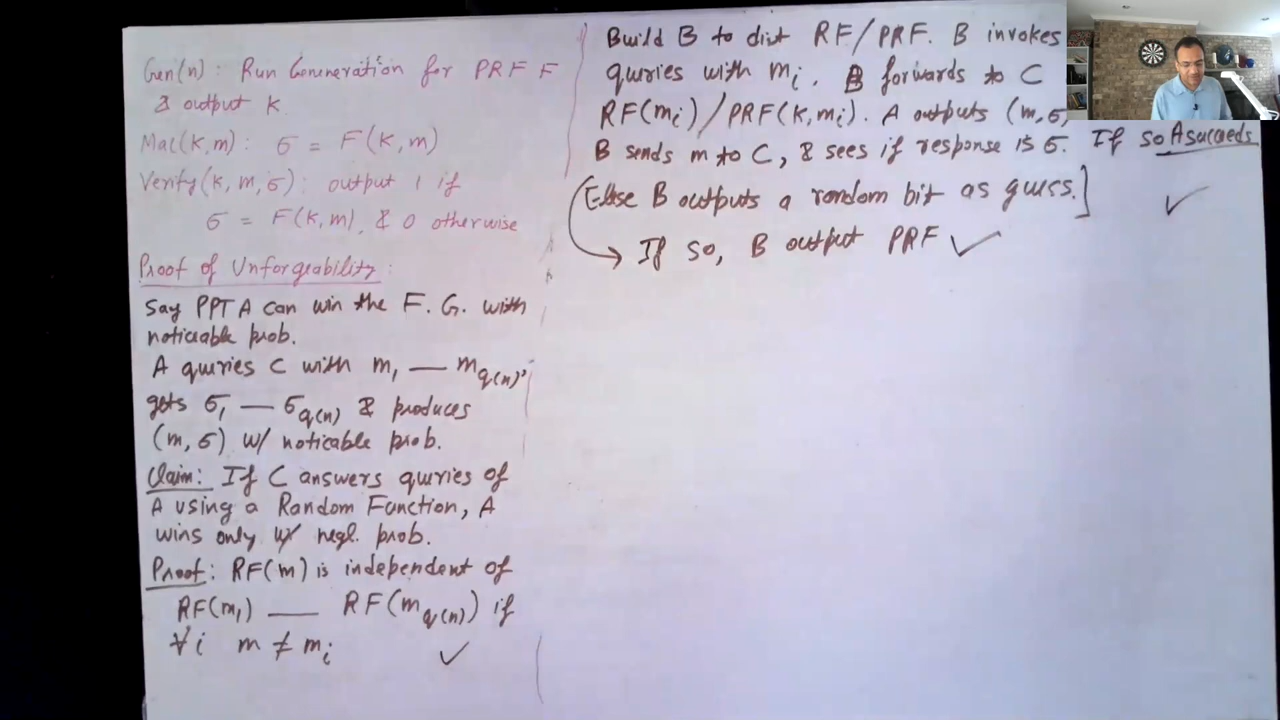 Gen(n): Run Generation for PRF F
& output K
Mac(K,m): σ = F(K,m)
Verify(K, m, σ): output 1 if
σ = F(K,m), & 0 otherwise
Proof of Unforgeability:
Say PPT A can win the F. G. with
noticeable prob.
A queries C with m₁ — m_q(n),
gets σ₁ — σ_q(n) & produces
(m, σ) w/ noticable prob.
Claim: If C answers queries of
A using a Random Function, A
wins only w/ negl. prob.
Proof: RF(m) is independent of
RF(m₁) — RF(m_q(n)) if
∀i m ≠ mᵢ ✓
Build B to dist RF/PRF. B invokes
queries with mᵢ. B forwards to C
RF(mᵢ)/PRF(K,mᵢ). A outputs (m, σ,
B sends m to C, & sees if response is σ. If so A succeeds
(Else B outputs a random bit as guess.] ✓
→ If so, B output PRF ✓